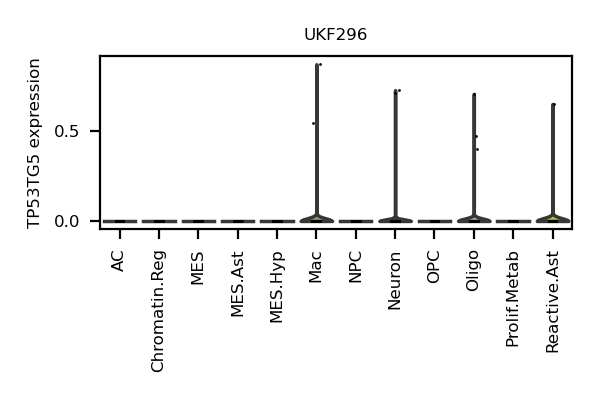 UKF296
TP53TG5 expression
0.5
0.0
AC
Chromatin.Reg
MES
MES.Ast
MES.Hyp
Mac
NPC
Neuron
OPC
Oligo
Prolif.Metab
Reactive.Ast